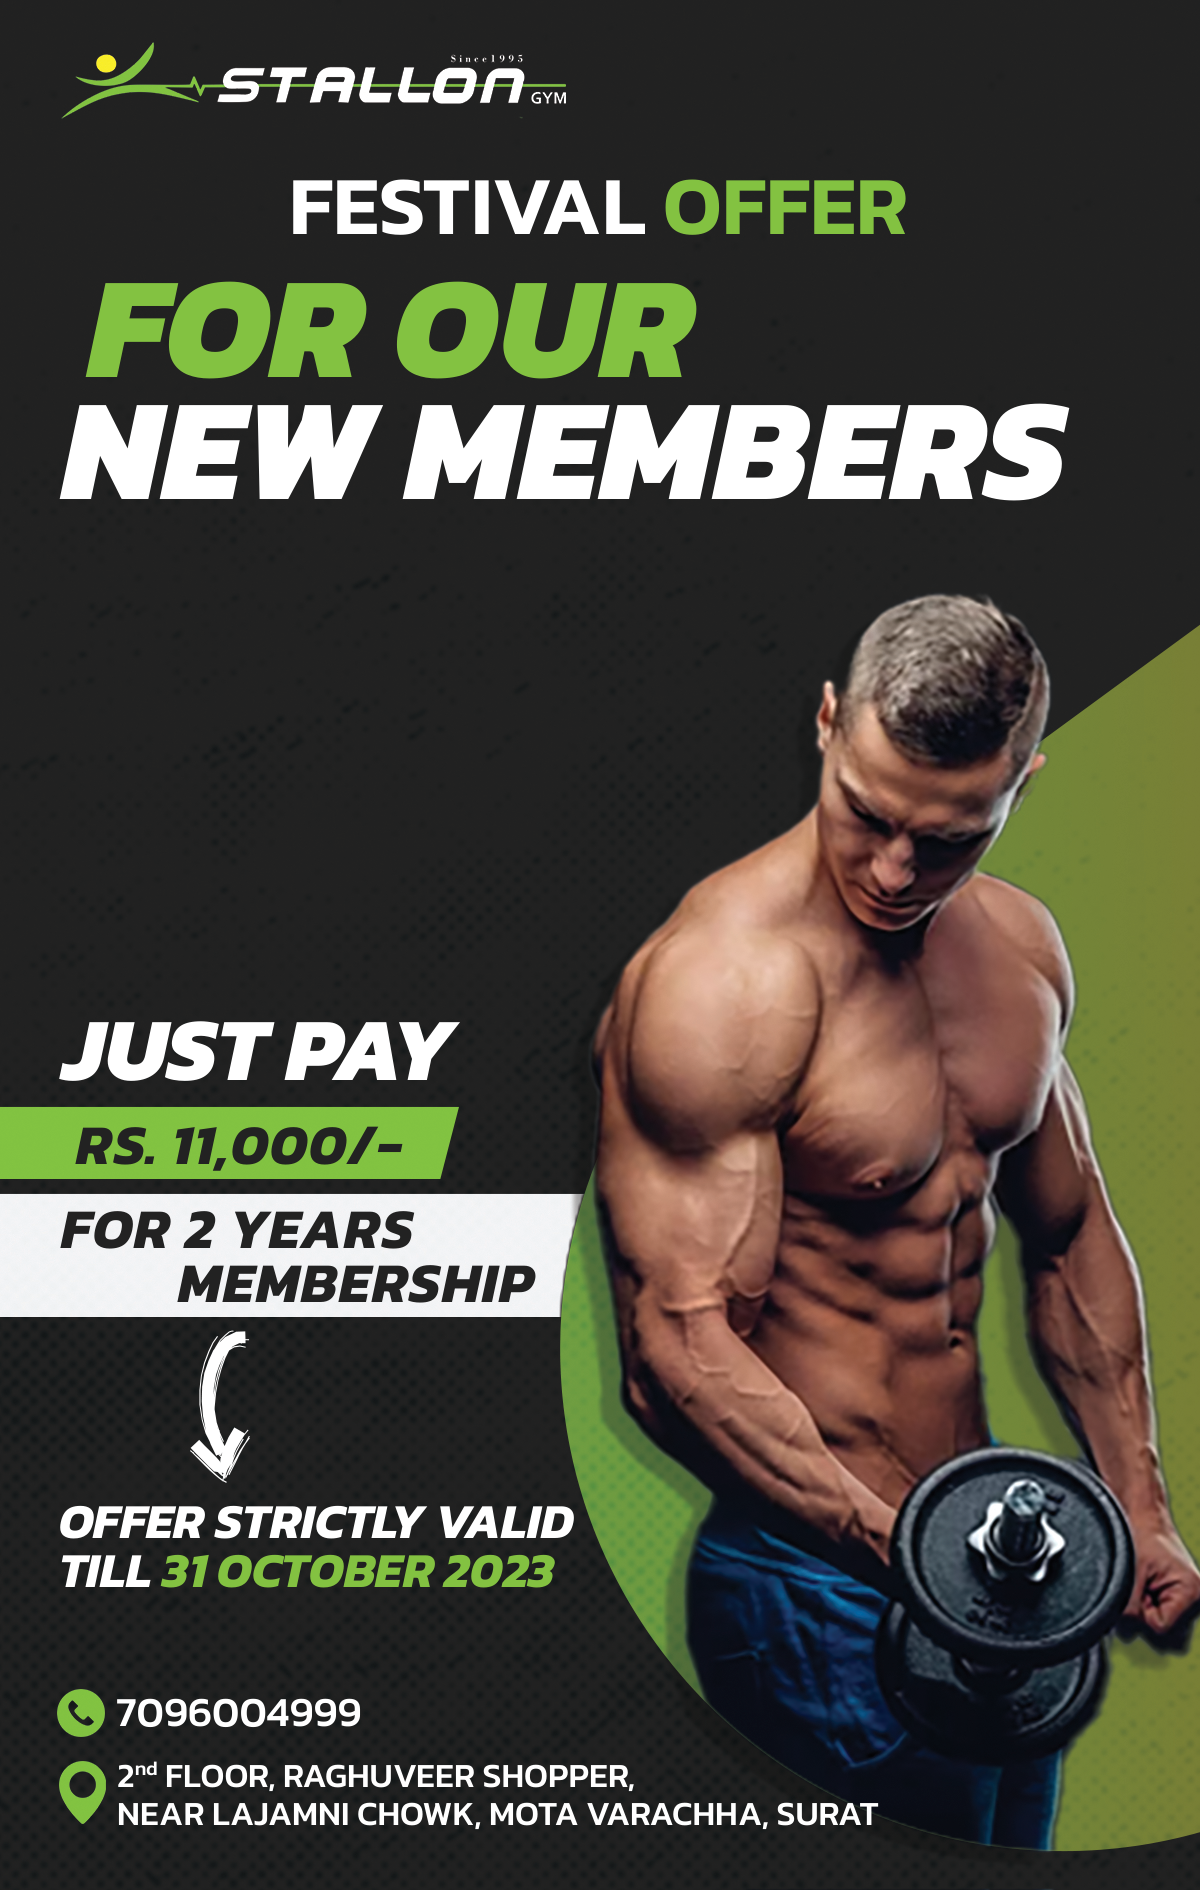 Since1995
STALLON
GYM
FESTIVAL OFFER
FOR OUR
NEW MEMBERS
JUST PAY
RS. 11,000/-
FOR 2 YEARS
MEMBERSHIP
OFFER STRICTLY VALID
TILL 31 OCTOBER 2023
7096004999
2nd FLOOR, RAGHUVEER SHOPPER,
NEAR LAJAMNI CHOWK, MOTA VARACHHA, SURAT